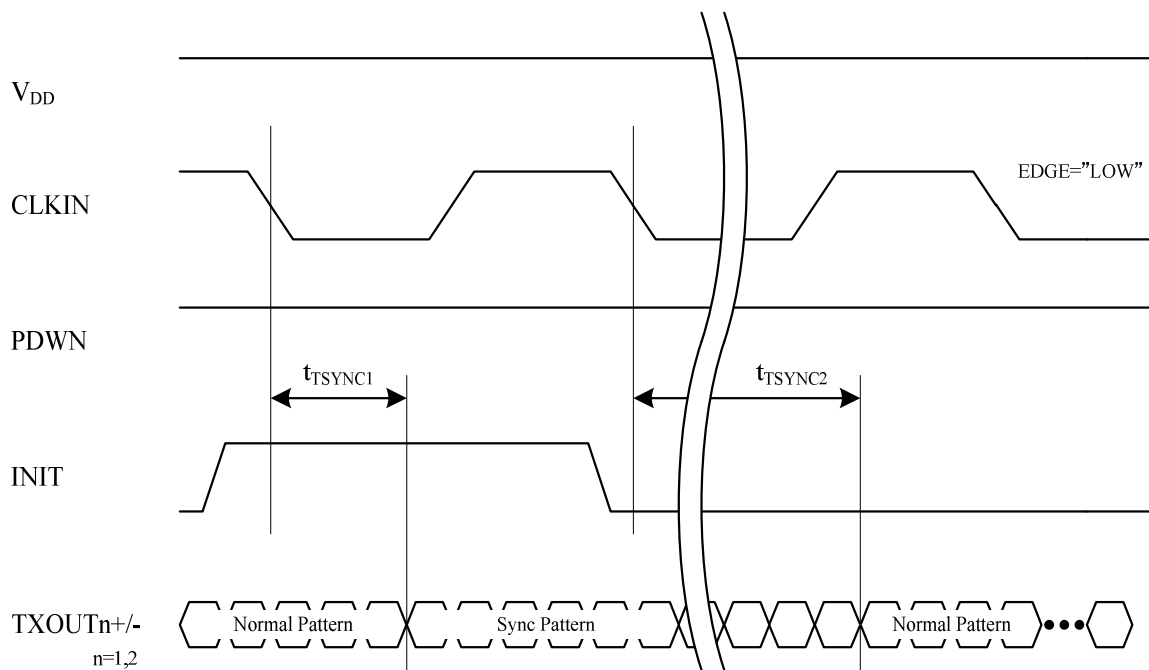 VDD
CLKIN
EDGE="LOW"
PDWN
tTSYNC1
tTSYNC2
INIT
TXOUTn+/-
n=1,2
Normal Pattern
Sync Pattern
Normal Pattern